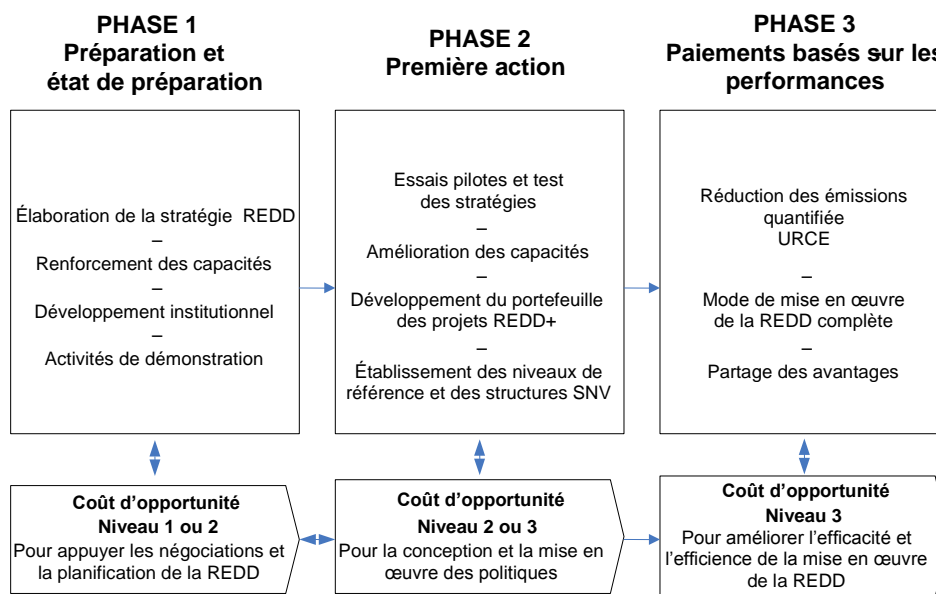 PHASE 1
Préparation et
état de préparation
PHASE 2
Première action
PHASE 3
Paiements basés sur les
performances
Élaboration de la stratégie REDD
–
Renforcement des capacités
–
Développement institutionnel
–
Activités de démonstration
Essais pilotes et test
des stratégies
–
Amélioration des capacités
–
Développement du portefeuille
des projets REDD+
–
Établissement des niveaux de
référence et des structures SNV
Réduction des émissions
quantifiée
URCE
–
Mode de mise en œuvre
de la REDD complète
–
Partage des avantages
Coût d’opportunité
Niveau 1 ou 2
Pour appuyer les négociations et
la planification de la REDD
Coût d’opportunité
Niveau 2 ou 3
Pour la conception et la mise en
œuvre des politiques
Coût d’opportunité
Niveau 3
Pour améliorer l’efficacité et
l’efficience de la mise en œuvre
de la REDD